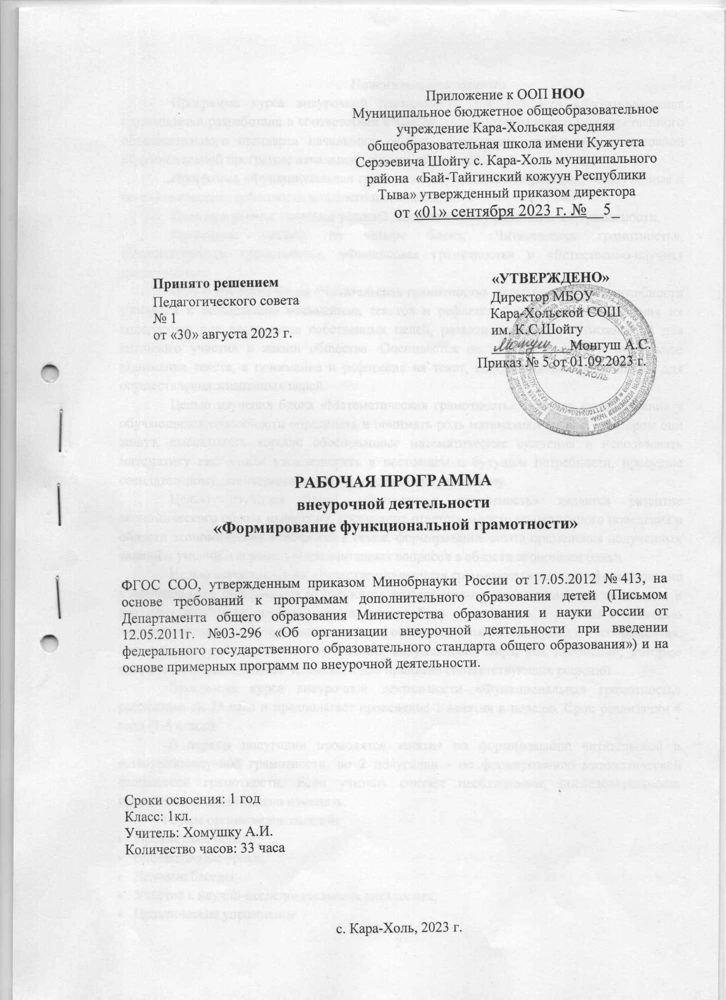 Приложение к ООП НОО
Муниципальное бюджетное общеобразовательное
учреждение Кара-Хольская средняя
общеобразовательная школа имени Кужугета
Серээевича Шойгу с. Кара-Холь муниципального
района «Бай-Тайгинский кожуун Республики
Тыва» утвержденный приказом директора
от «01» сентября 2023 г. № 5
Принято решением
Педагогического совета
№ 1
от «30» августа 2023 г.
«УТВЕРЖДЕНО»
Директор МБОУ
Кара-Хольской СОШ
им. К.С.Шойгу
Монгуш Монгуш А.С.
Приказ № 5 от 01.09.2023 г.
РАБОЧАЯ ПРОГРАММА
внеурочной деятельности
«Формирование функциональной грамотности»
ФГОС СОО, утвержденным приказом Минобрнауки России от 17.05.2012 № 413, на
основе требований к программам дополнительного образования детей (Письмом
Департамента общего образования Министерства образования и науки России от
12.05.2011г. №03-296 «Об организации внеурочной деятельности при введении
федерального государственного образовательного стандарта общего образования») и на
основе примерных программ по внеурочной деятельности.
Сроки освоения: 1 год
Класс: 1кл.
Учитель: Хомушку А.И.
Количество часов: 33 часа
с. Кара-Холь, 2023 г.